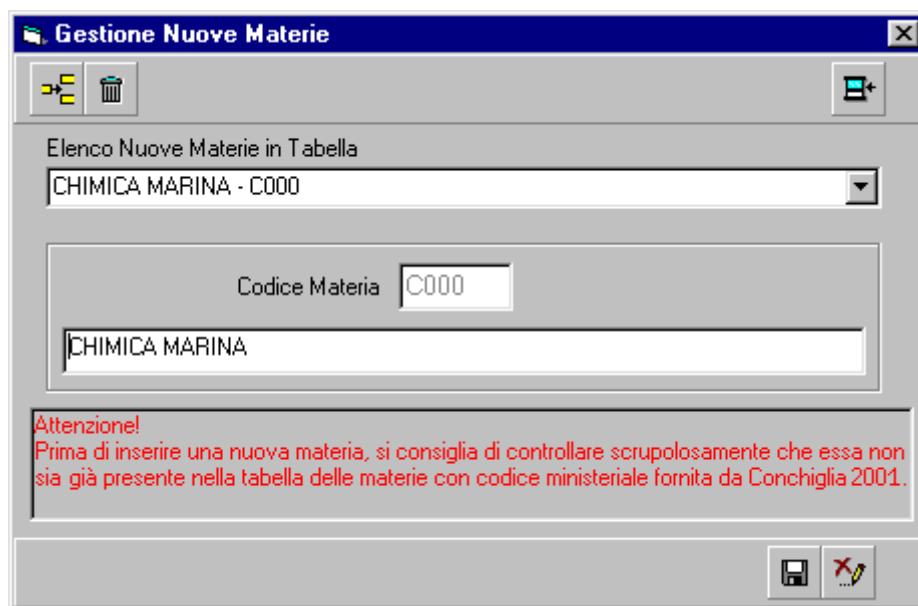 Gestione Nuove Materie
Elenco Nuove Materie in Tabella
CHIMICA MARINA - C000
Codice Materia C000
CHIMICA MARINA
Attenzione!
Prima di inserire una nuova materia, si consiglia di controllare scrupolosamente che essa non
sia già presente nella tabella delle materie con codice ministeriale fornita da Conchiglia 2001.